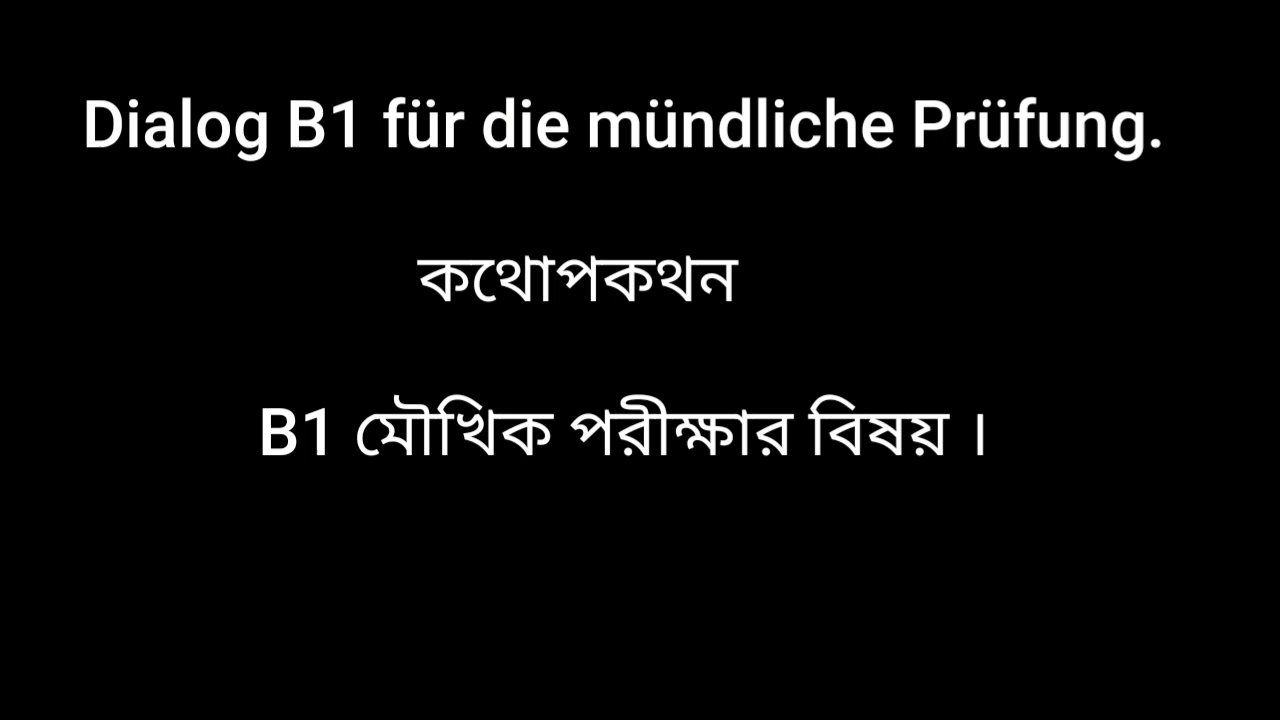 Dialog B1 für die mündliche Prüfung.
কথোপকথন
B1 মৌখিক পরীক্ষার বিষয় ।